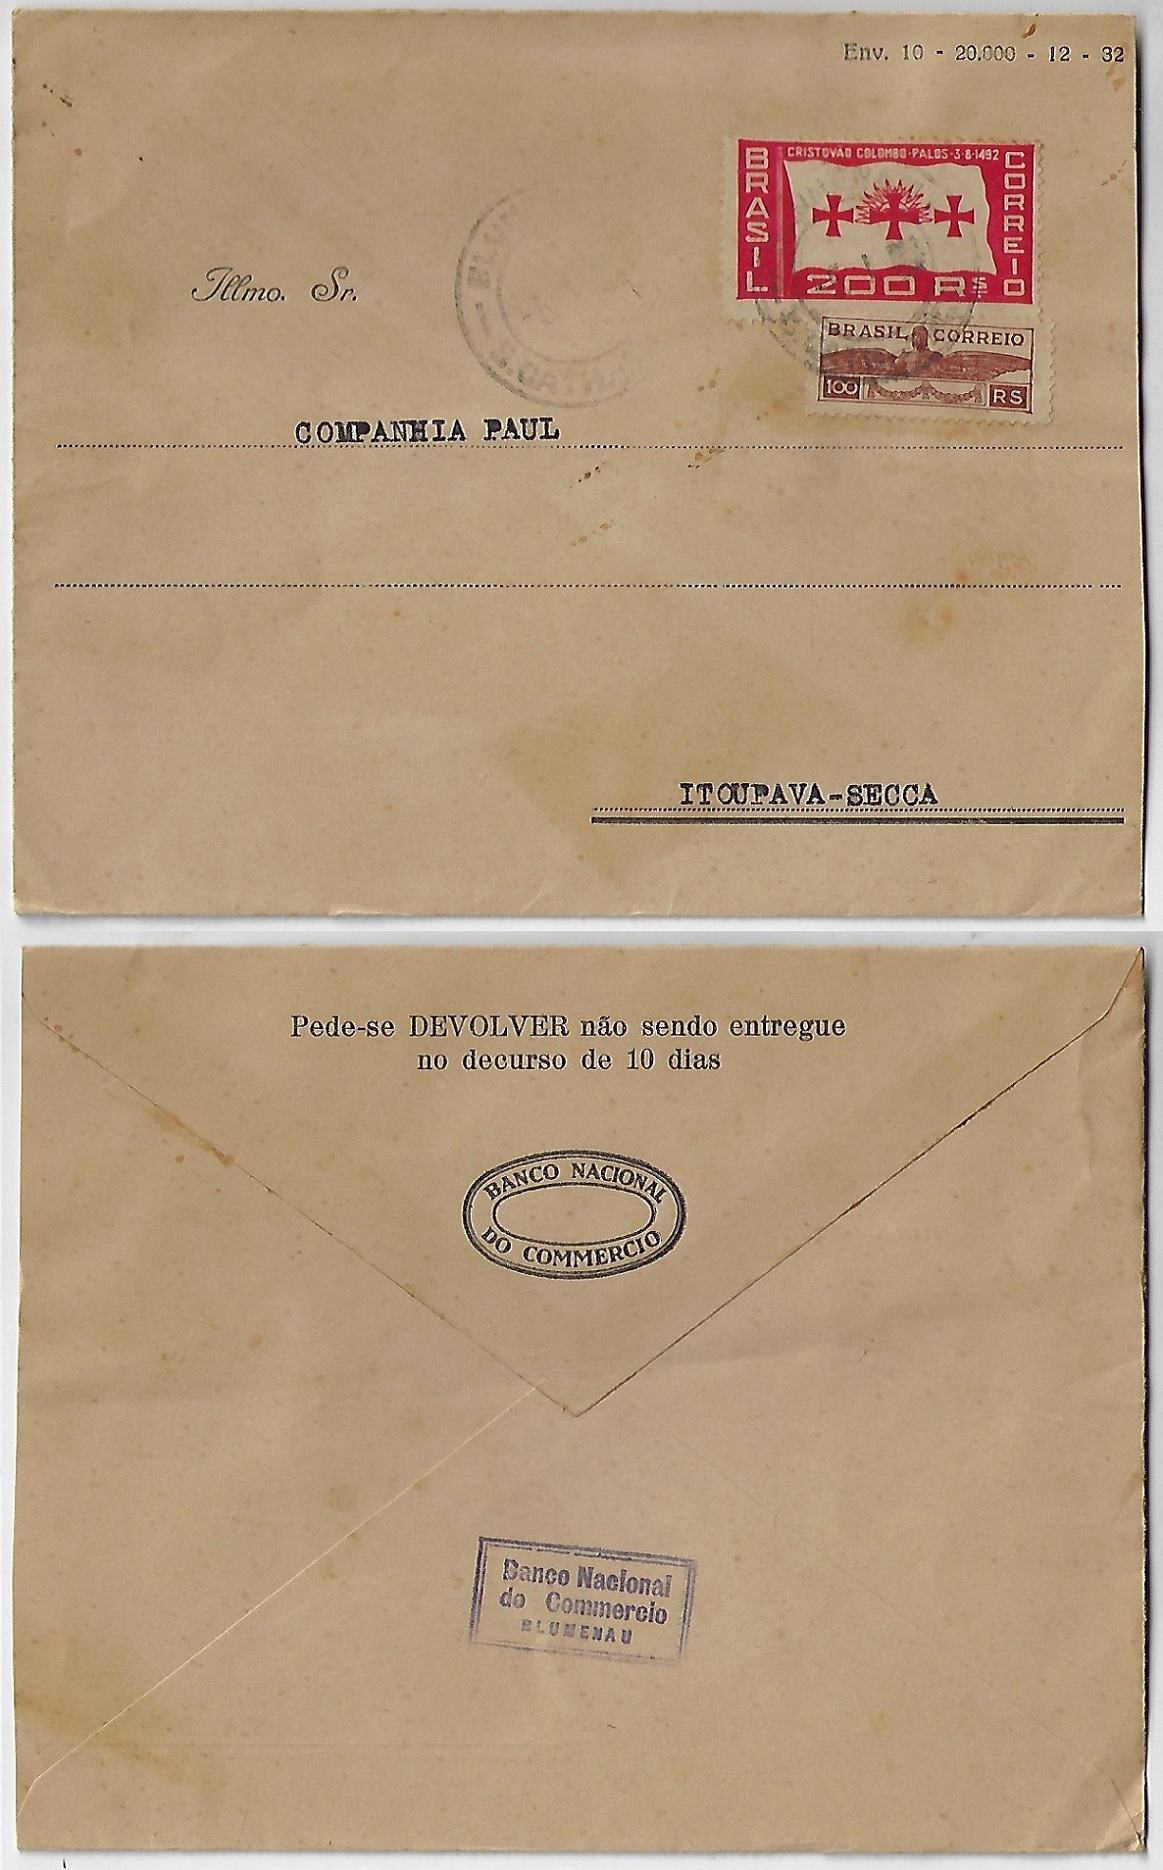 Env. 10 - 20.000 - 12 - 32
BRASIL
CRISTOVÃO COLOMBO-PALOS-3-8-1492
CORREIO
200 RS
BRASIL CORREIO
100 RS
Illmo. Sr.
COMPANHIA PAUL
ITOUPAVA-SECCA
Pede-se DEVOLVER não sendo entregue
no decurso de 10 dias
BANCO NACIONAL
DO COMMERCIO
Banco Nacional
do Commercio
BLUMENAU